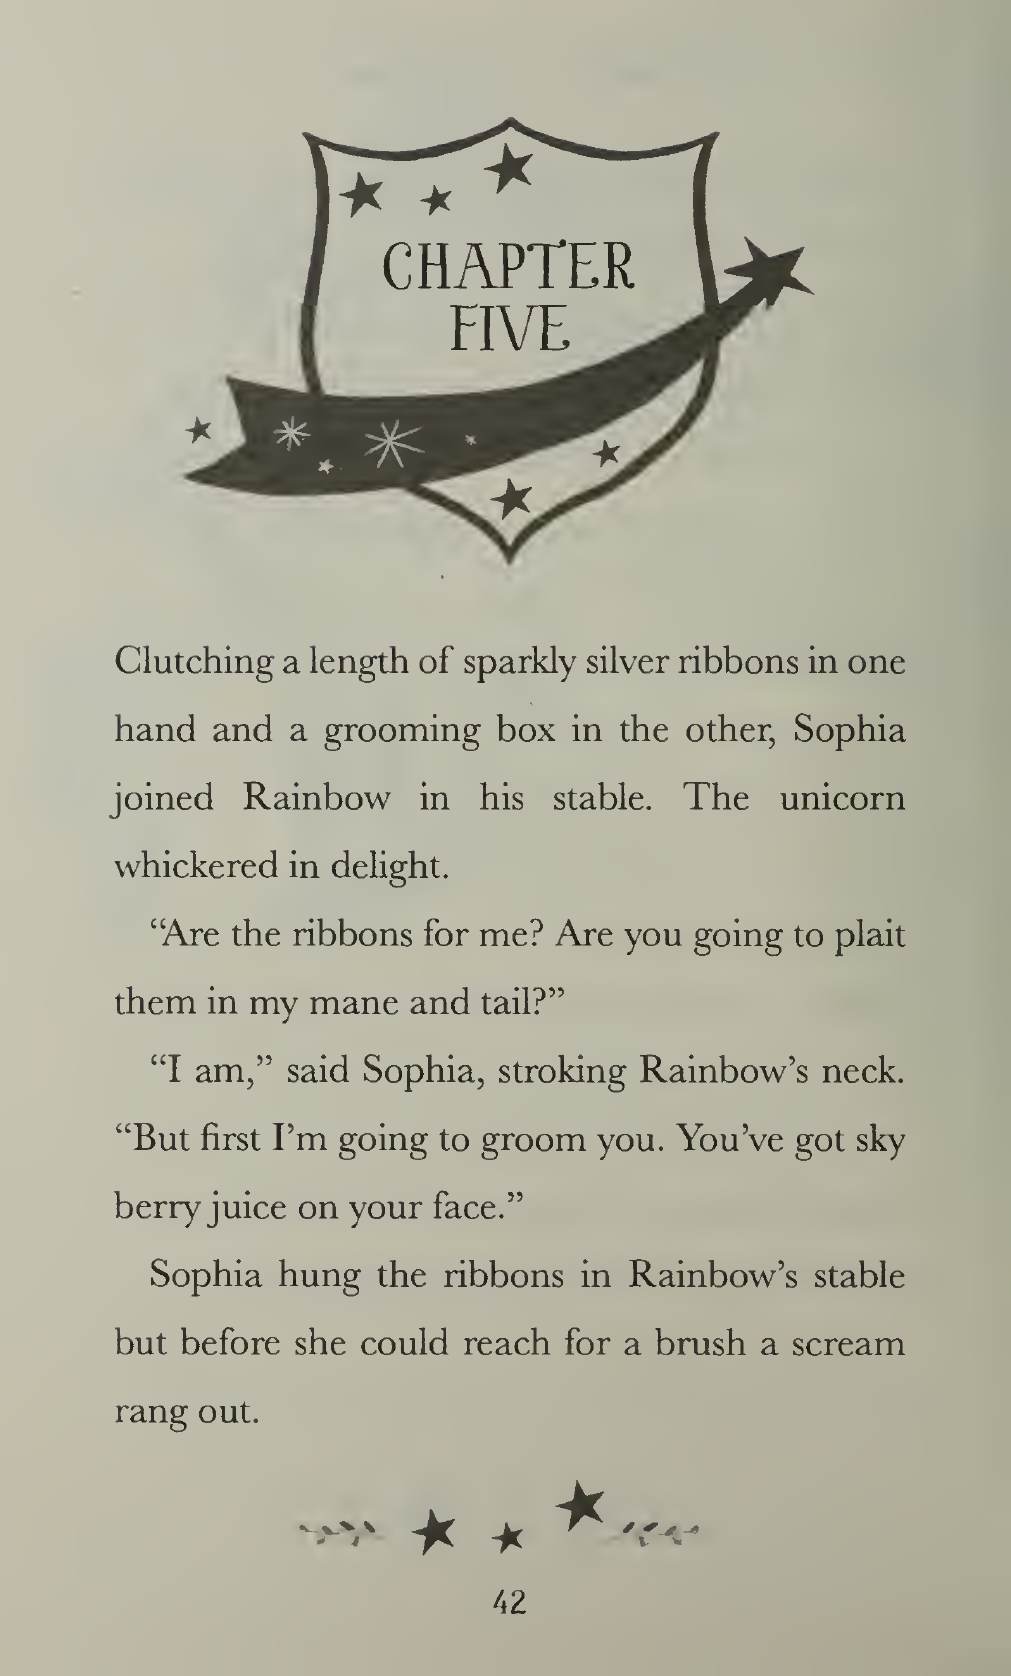 CHAPTER
FIVE
Clutching a length of sparkly silver ribbons in one
hand and a grooming box in the other, Sophia
joined Rainbow in his stable. The unicorn
whickered in delight.
“Are the ribbons for me? Are you going to plait
them in my mane and tail?”
“I am,” said Sophia, stroking Rainbow’s neck.
“But first I’m going to groom you. You’ve got sky
berry juice on your face.”
Sophia hung the ribbons in Rainbow’s stable
but before she could reach for a brush a scream
rang out.
42